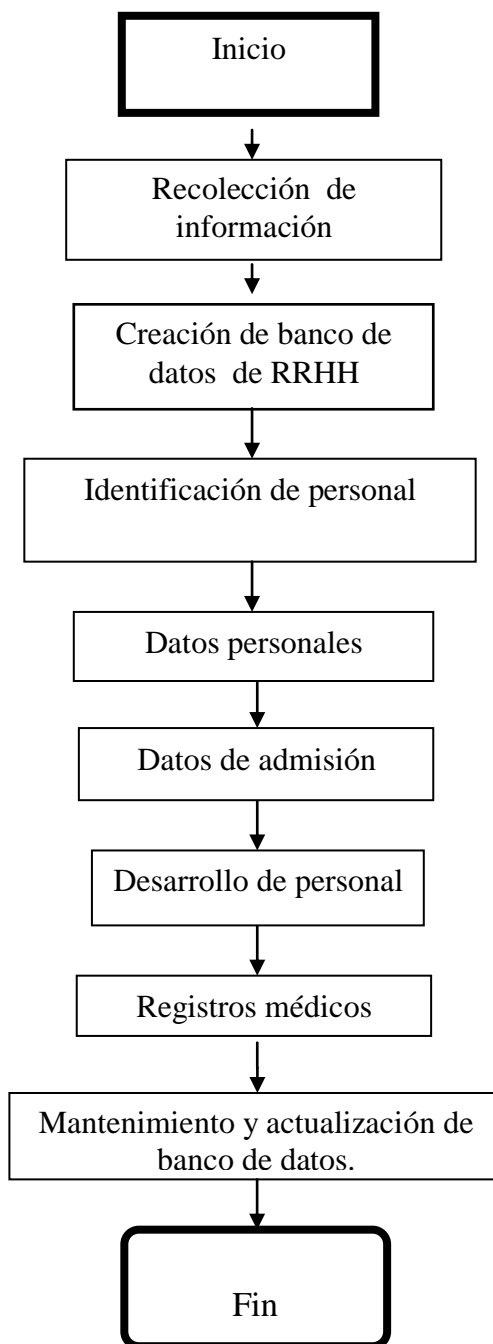 Inicio
Recolección de
información
Creación de banco de
datos de RRHH
Identificación de personal
Datos personales
Datos de admisión
Desarrollo de personal
Registros médicos
Mantenimiento y actualización de
banco de datos.
Fin